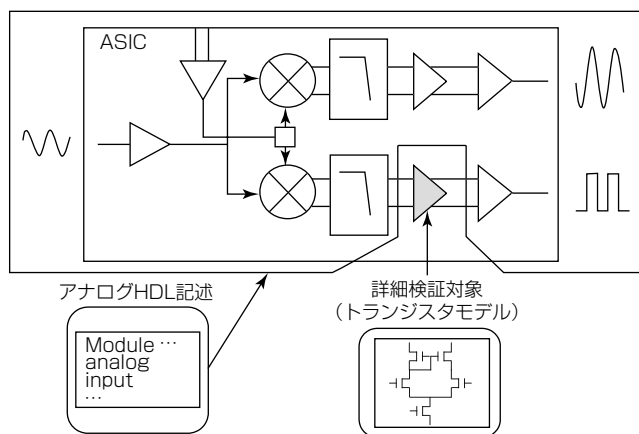 ASIC
アナログHDL記述
Module …
analog
input
…
詳細検証対象
（トランジスタモデル）